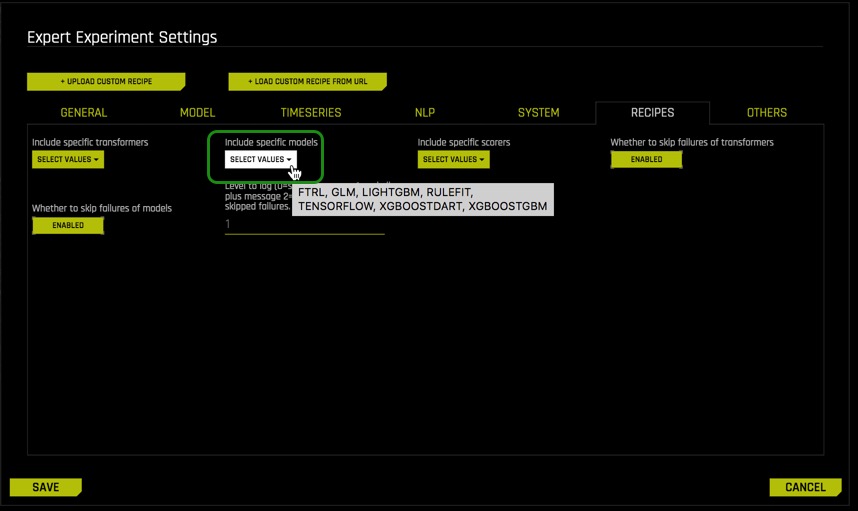 Expert Experiment Settings
+ UPLOAD CUSTOM RECIPE
+ LOAD CUSTOM RECIPE FROM URL
GENERAL
MODEL
TIMESERIES
NLP
SYSTEM
RECIPES
OTHERS
Include specific transformers
SELECT VALUES
Include specific models
SELECT VALUES
Include specific scorers
SELECT VALUES
Whether to skip failures of transformers
ENABLED
Whether to skip failures of models
ENABLED
Level to log (0=s
plus message 2=
skipped failures.
1
FTRL, GLM, LIGHTGBM, RULEFIT,
TENSORFLOW, XGBOOSTDART, XGBOOSTGBM
SAVE
CANCEL